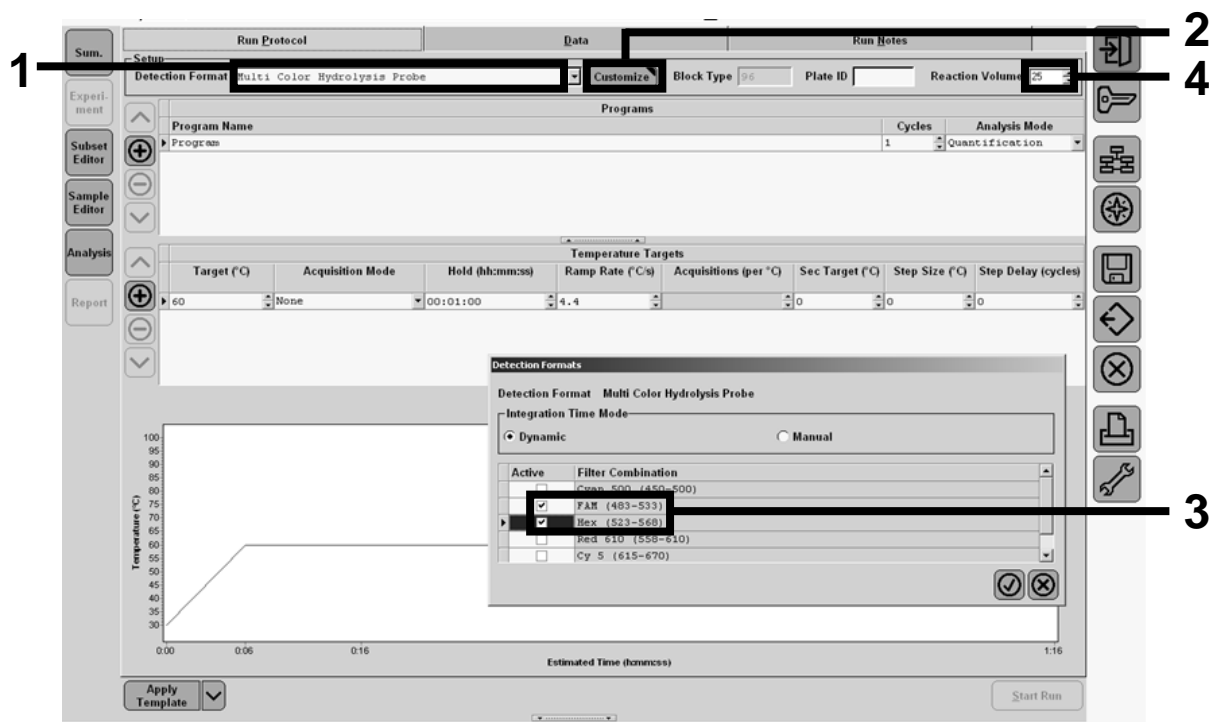 2
Run Protocol Data Run Notes
Sum.
Setup
1 Detection Format Multi Color Hydrolysis Probe Customize Block Type 96 Plate ID Reaction Volume 25 4
Experi-
ment
Programs
Program Name Cycles Analysis Mode
Program 1 Quantification
Subset
Editor
Sample
Editor
Analysis
Temperature Targets
Target (°C) Acquisition Mode Hold (hh:mm:ss) Ramp Rate (°C/s) Acquisitions (per °C) Sec Target (°C) Step Size (°C) Step Delay (cycles)
60 None 00:01:00 4.4 0 0 0
Report
Detection Formats
Detection Format Multi Color Hydrolysis Probe
Integration Time Mode
Dynamic Manual
Active Filter Combination
Cyan 500 (450-500)
FAM (483-533)
Hex (523-568)
3
Red 610 (558-610)
Cy 5 (615-670)
Temperature (°C)
100
95
90
85
80
75
70
65
60
55
50
45
40
35
30
0:00 0:06 0:16 1:16
Estimated Time (h:mm:ss)
Apply
Template
Start Run